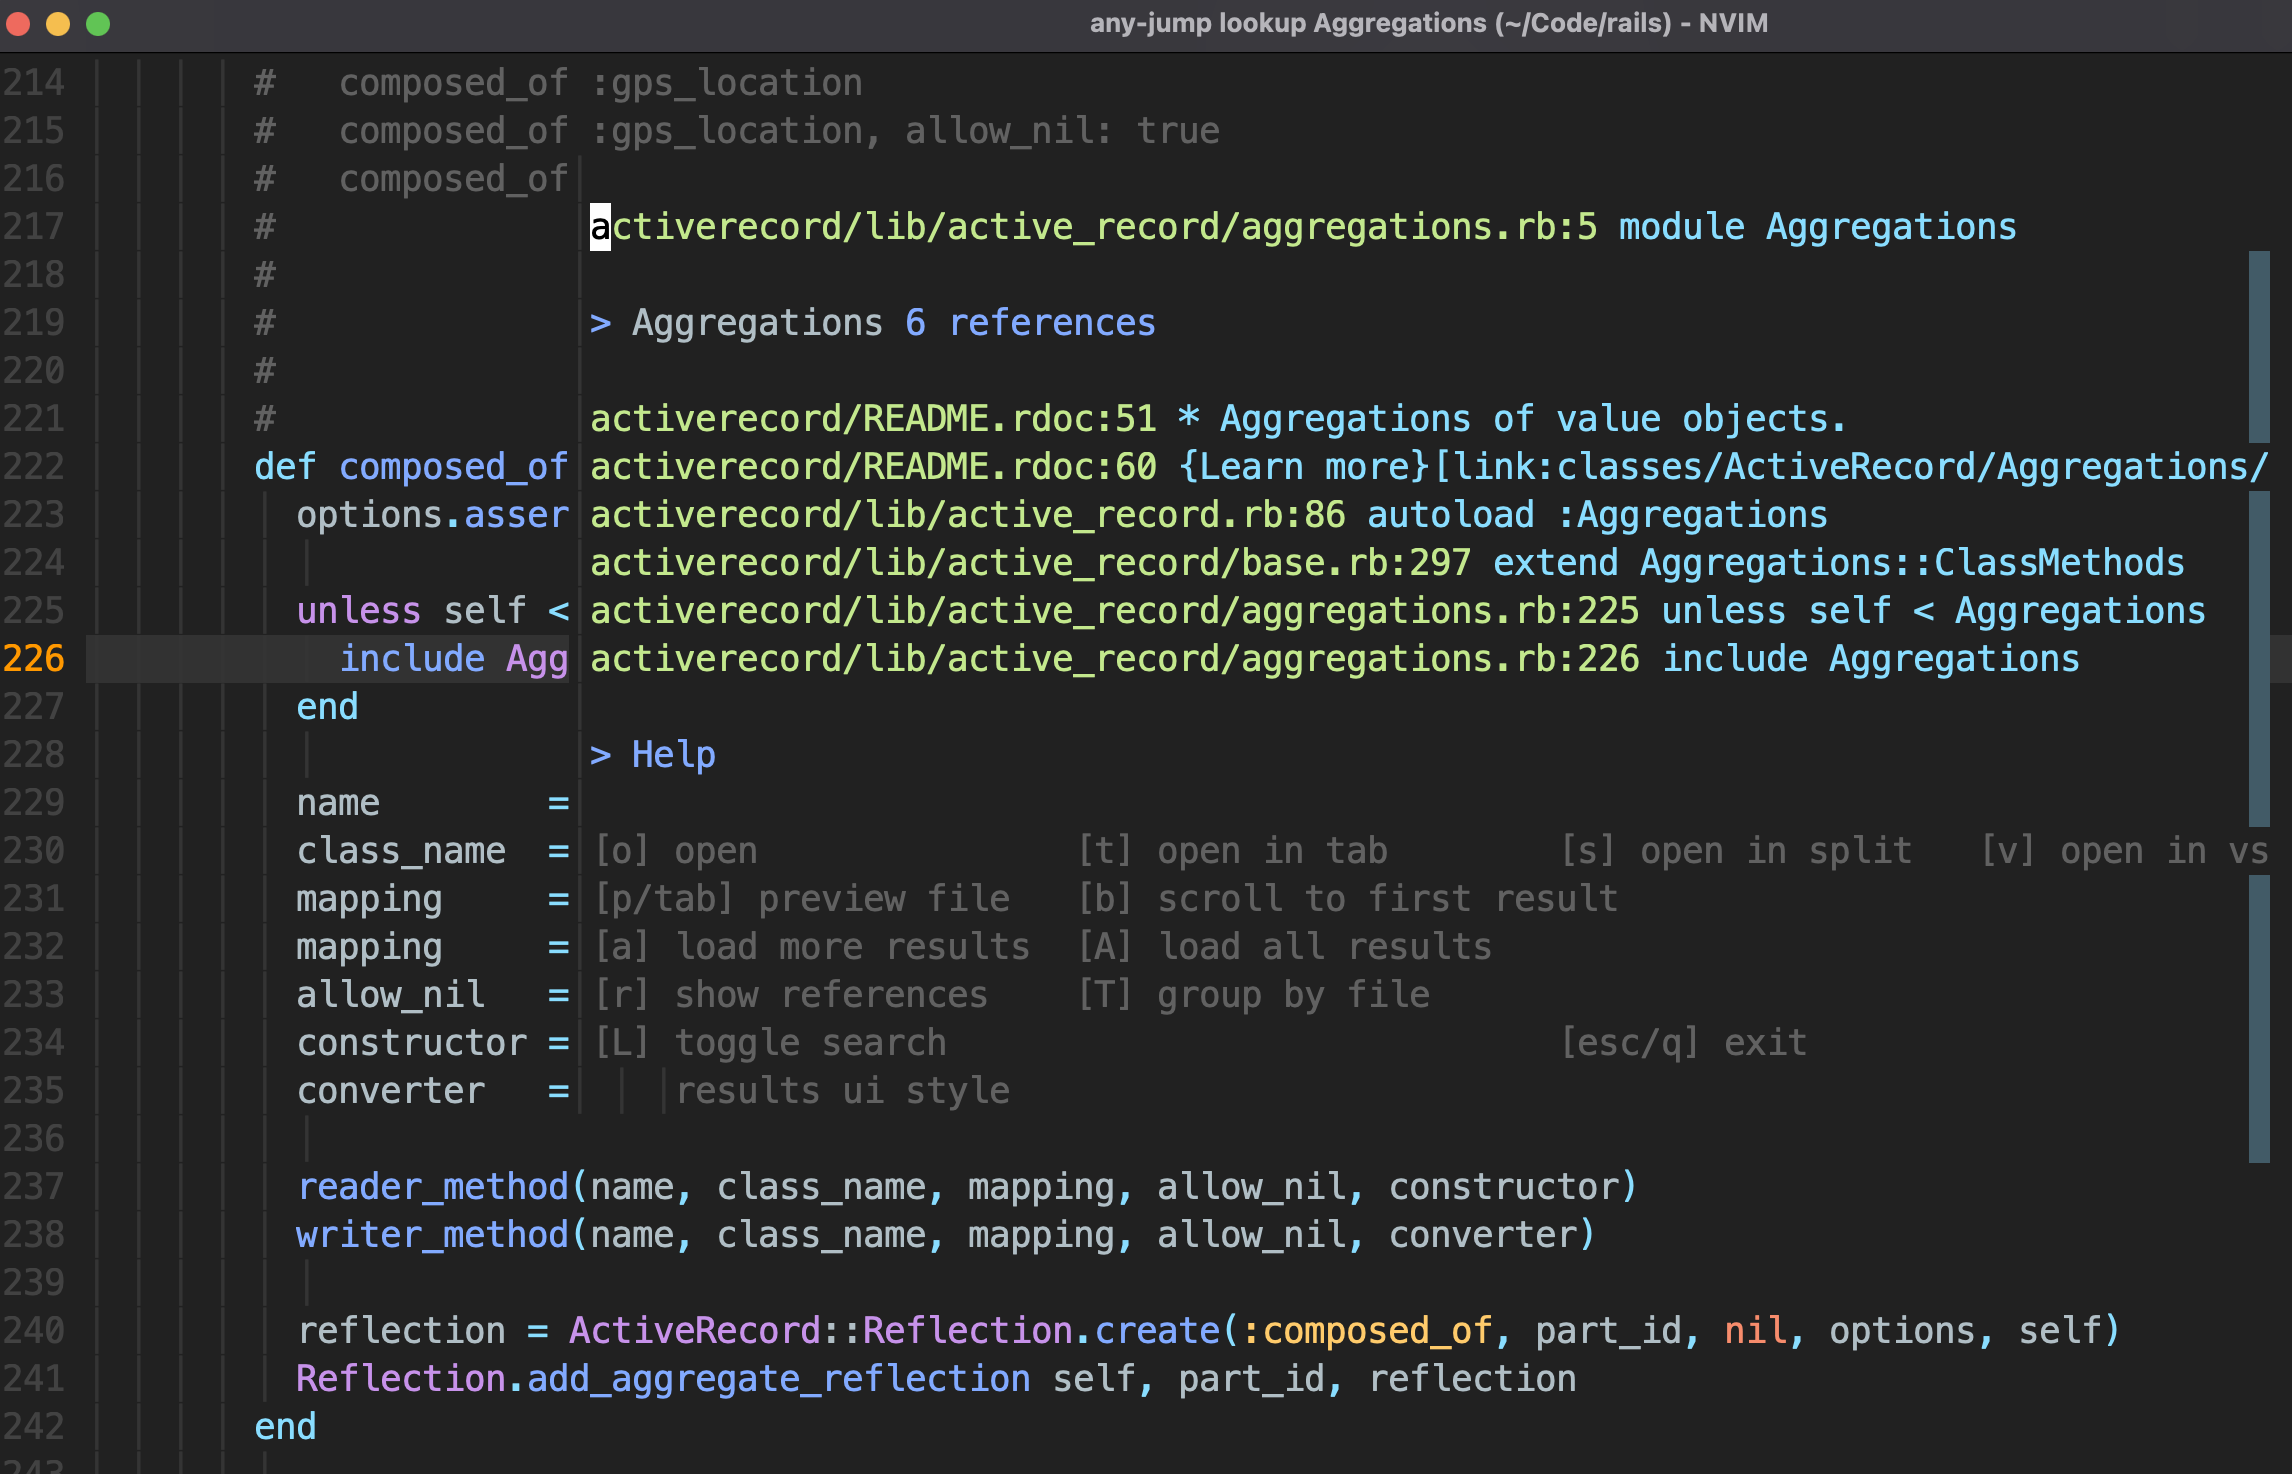 any-jump lookup Aggregations (~/Code/rails) - NVIM
214 #   composed_of :gps_location
215 #   composed_of :gps_location, allow_nil: true
216 #   composed_of
217 # activerecord/lib/active_record/aggregations.rb:5 module Aggregations
218 #
219 # > Aggregations 6 references
220 #
221 # activerecord/README.rdoc:51 * Aggregations of value objects.
222 def composed_of activerecord/README.rdoc:60 {Learn more}[link:classes/ActiveRecord/Aggregations/
223 options.asser activerecord/lib/active_record.rb:86 autoload :Aggregations
224 activerecord/lib/active_record/base.rb:297 extend Aggregations::ClassMethods
225 unless self < activerecord/lib/active_record/aggregations.rb:225 unless self < Aggregations
226 include Agg activerecord/lib/active_record/aggregations.rb:226 include Aggregations
227 end
228 > Help
229 name =
230 class_name = [o] open [t] open in tab [s] open in split [v] open in vs
231 mapping = [p/tab] preview file [b] scroll to first result
232 mapping = [a] load more results [A] load all results
233 allow_nil = [r] show references [T] group by file
234 constructor = [L] toggle search [esc/q] exit
235 converter = results ui style
236
237 reader_method(name, class_name, mapping, allow_nil, constructor)
238 writer_method(name, class_name, mapping, allow_nil, converter)
239
240 reflection = ActiveRecord::Reflection.create(:composed_of, part_id, nil, options, self)
241 Reflection.add_aggregate_reflection self, part_id, reflection
242 end
243